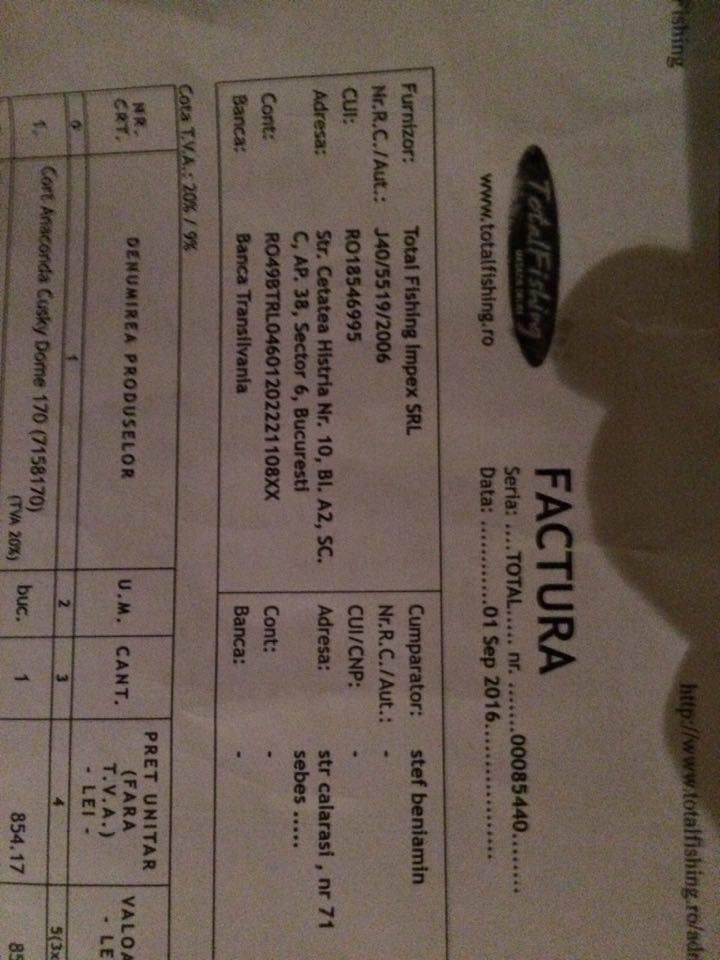 ishing
http://www.totalfishing.ro/adr
TotalFishing
www.totalfishing.ro
FACTURA
Seria: ....TOTAL..... nr. ........00085440........
Data: .............01 Sep 2016..................
Furnizor: Total Fishing Impex SRL
Nr.R.C./Aut.: J40/5519/2006
CUI: RO18546995
Adresa: Str. Cetatea Histria Nr. 10, Bl. A2, SC.
C, AP. 38, Sector 6, Bucuresti
Cont: RO49BTRL04601202221108XX
Banca: Banca Transilvania
Cumparator: stef beniamin
Nr.R.C./Aut.: -
CUI/CNP: -
Adresa: str calarasi , nr 71
sebes .....
Cont: -
Banca: -
Cota T.V.A.: 20% / 9%
NR. CRT. DENUMIREA PRODUSELOR U.M. CANT. PRET UNITAR (FARA T.V.A.) - LEI - VALOA - LE
0 1 2 3 4 5(3x
1. Cort Anaconda Cusky Dome 170 (7158170) buc. 1 854.17 85
(TVA 20%)